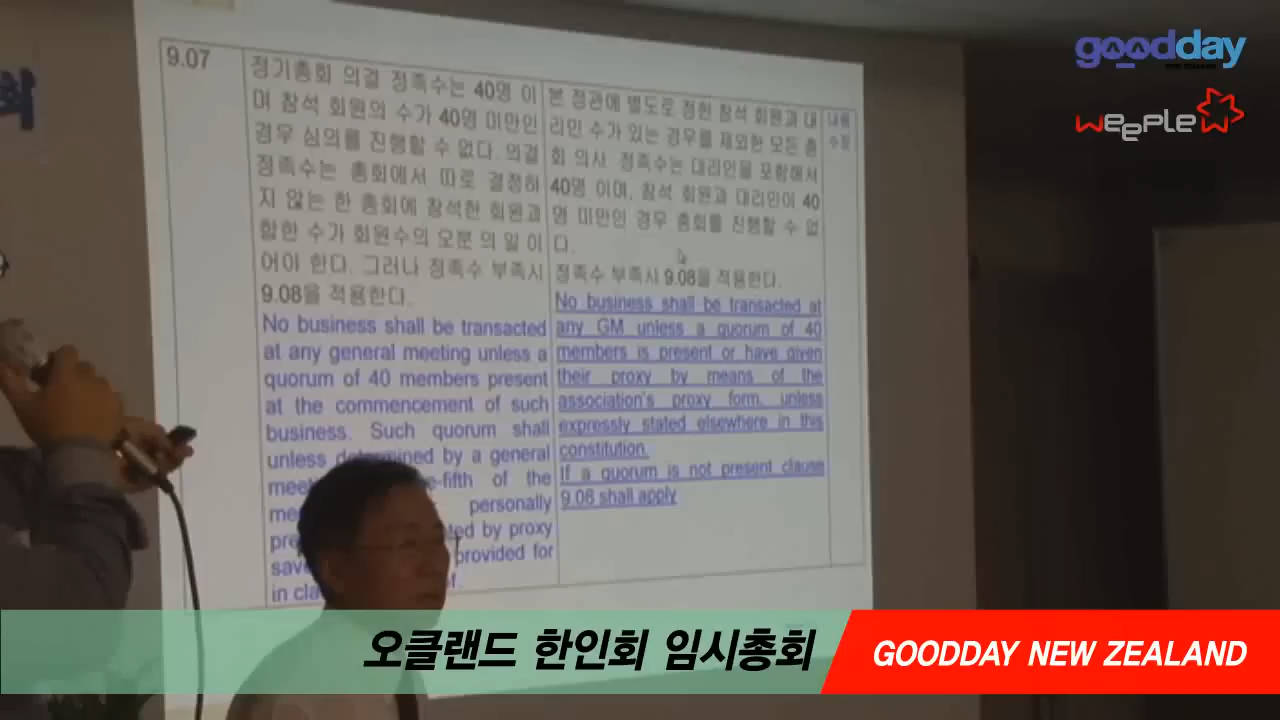 goodday
weeple
회
9.07
정기총회 의결 정족수는 40명 이
며 참석 회원의 수가 40명 미만인
경우 심의를 진행할 수 없다. 의결
정족수는 총회에서 따로 결정하
지 않는 한 총회에 참석한 회원과
합한 수가 회원수의 오분 의 일 이
어야 한다. 그러나 정족수 부족시
9.08을 적용한다.
No business shall be transacted
at any general meeting unless a
quorum of 40 members present
at the commencement of such
business. Such quorum shall
unless determined by a general
of the
personally
by proxy
provided for
in
본 정관에 별도로 정한 참석 회원과 대
리인 수가 있는 경우를 제외한 모든 총
회 의사 정족수는 대리인을 포함해서
40명 이며, 참석 회원과 대리인이 40
명 미만인 경우 총회를 진행할 수 없
다.
정족수 부족시 9.08을 적용한다.
No business shall be transacted at
any GM unless a quorum of 40
members is present or have given
their proxy by means of the
association's proxy form, unless
expressly stated elsewhere in this
constitution.
If a quorum is not present clause
9.08 shall apply
내용
수정
오클랜드 한인회 임시총회
GOODDAY NEW ZEALAND